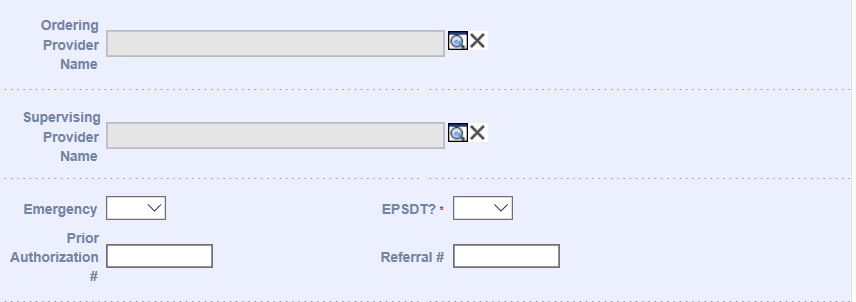 Ordering
Provider
Name
Supervising
Provider
Name
Emergency
EPSDT? *
Prior
Authorization
#
Referral #